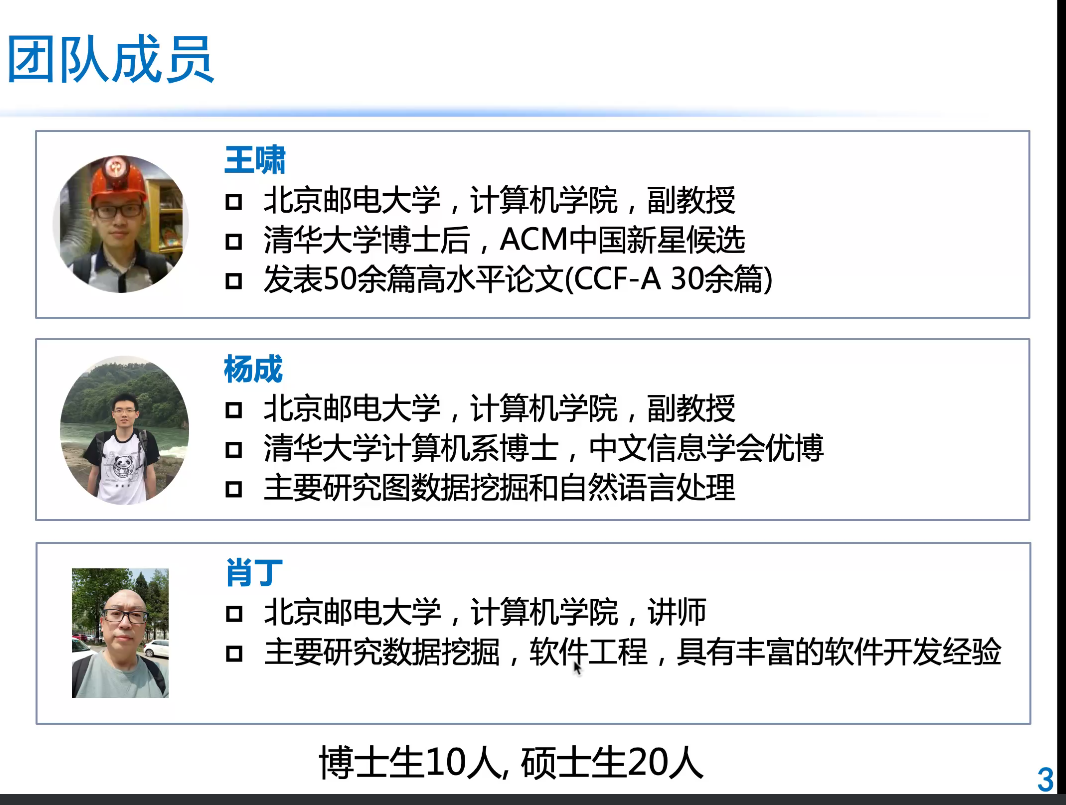 团队成员
王啸
北京邮电大学，计算机学院，副教授
清华大学博士后，ACM中国新星候选
发表50余篇高水平论文(CCF-A 30余篇)
杨成
北京邮电大学，计算机学院，副教授
清华大学计算机系博士，中文信息学会优博
主要研究图数据挖掘和自然语言处理
肖丁
北京邮电大学，计算机学院，讲师
主要研究数据挖掘，软件工程，具有丰富的软件开发经验
博士生10人, 硕士生20人
3